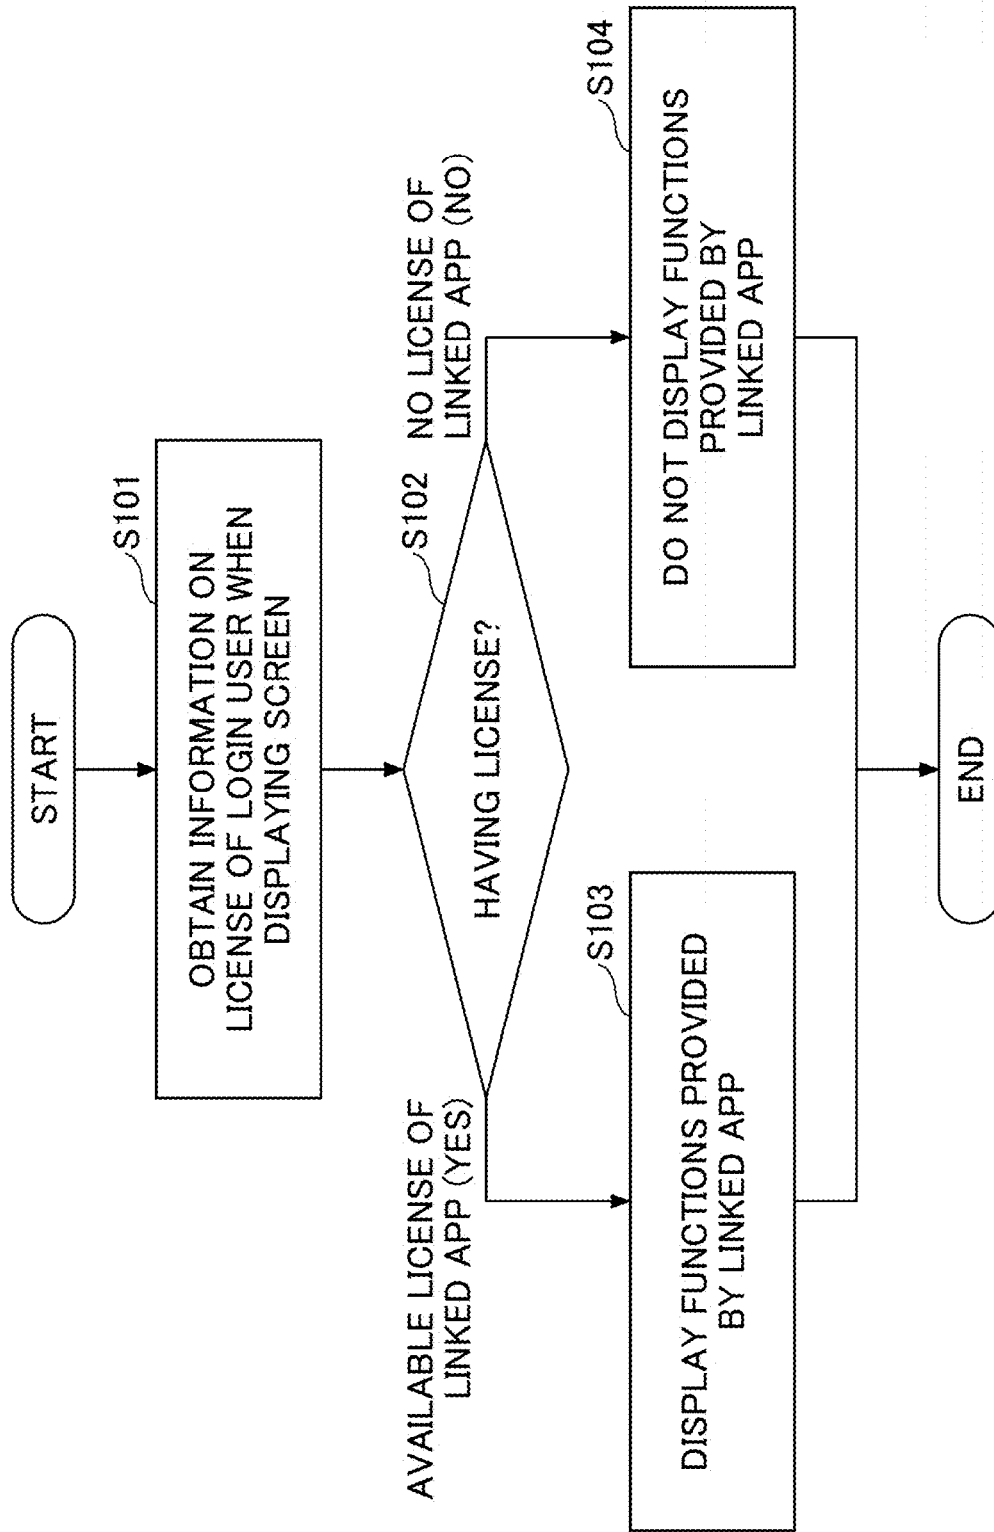 START
S101
OBTAIN INFORMATION ON
LICENSE OF LOGIN USER WHEN
DISPLAYING SCREEN
S102
HAVING LICENSE?
AVAILABLE LICENSE OF
LINKED APP (YES)
NO LICENSE OF
LINKED APP (NO)
S103
DISPLAY FUNCTIONS PROVIDED
BY LINKED APP
S104
DO NOT DISPLAY FUNCTIONS
PROVIDED BY
LINKED APP
END